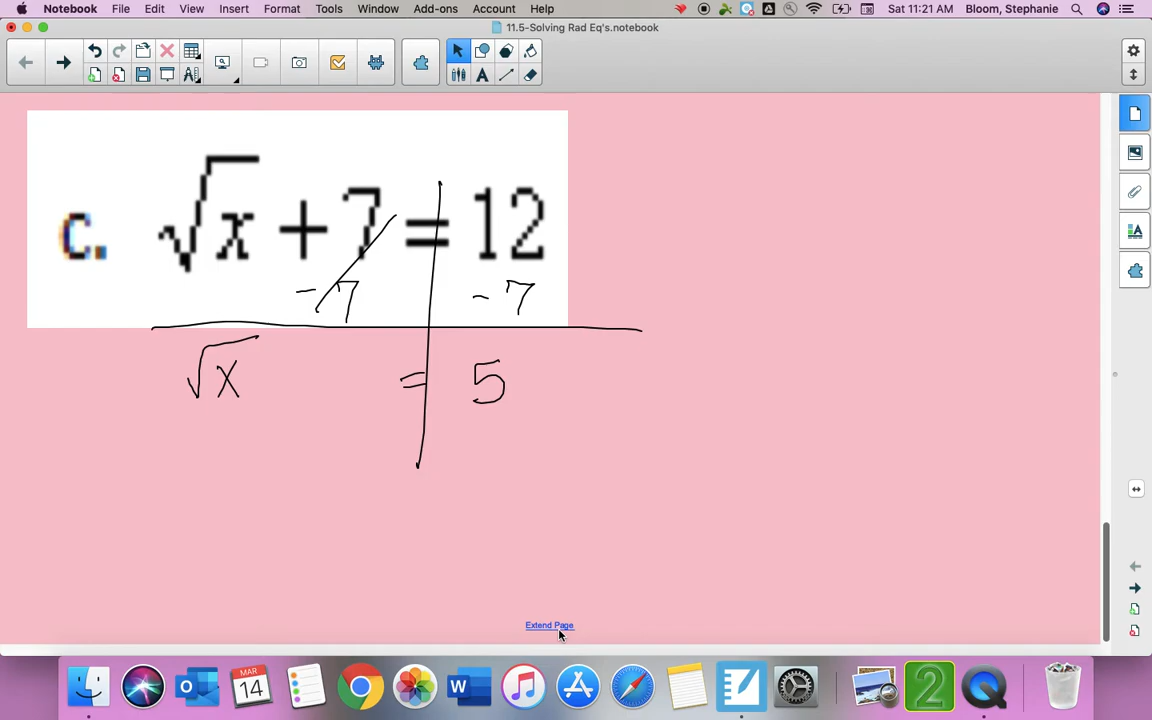 Notebook File Edit View Insert Format Tools Window Add-ons Account Help Sat 11:21 AM Bloom, Stephanie
11.5-Solving Rad Eq's.notebook
c. √x + 7 = 12
- 7 - 7
√x = 5
Extend Page
MAR
14
W
2